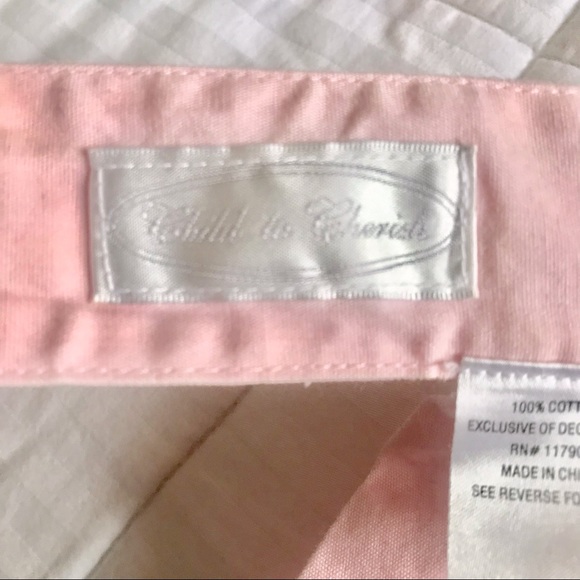 Child to Cherish
100% COTT
EXCLUSIVE OF DEC
RN# 11790
MADE IN CHI
SEE REVERSE FO